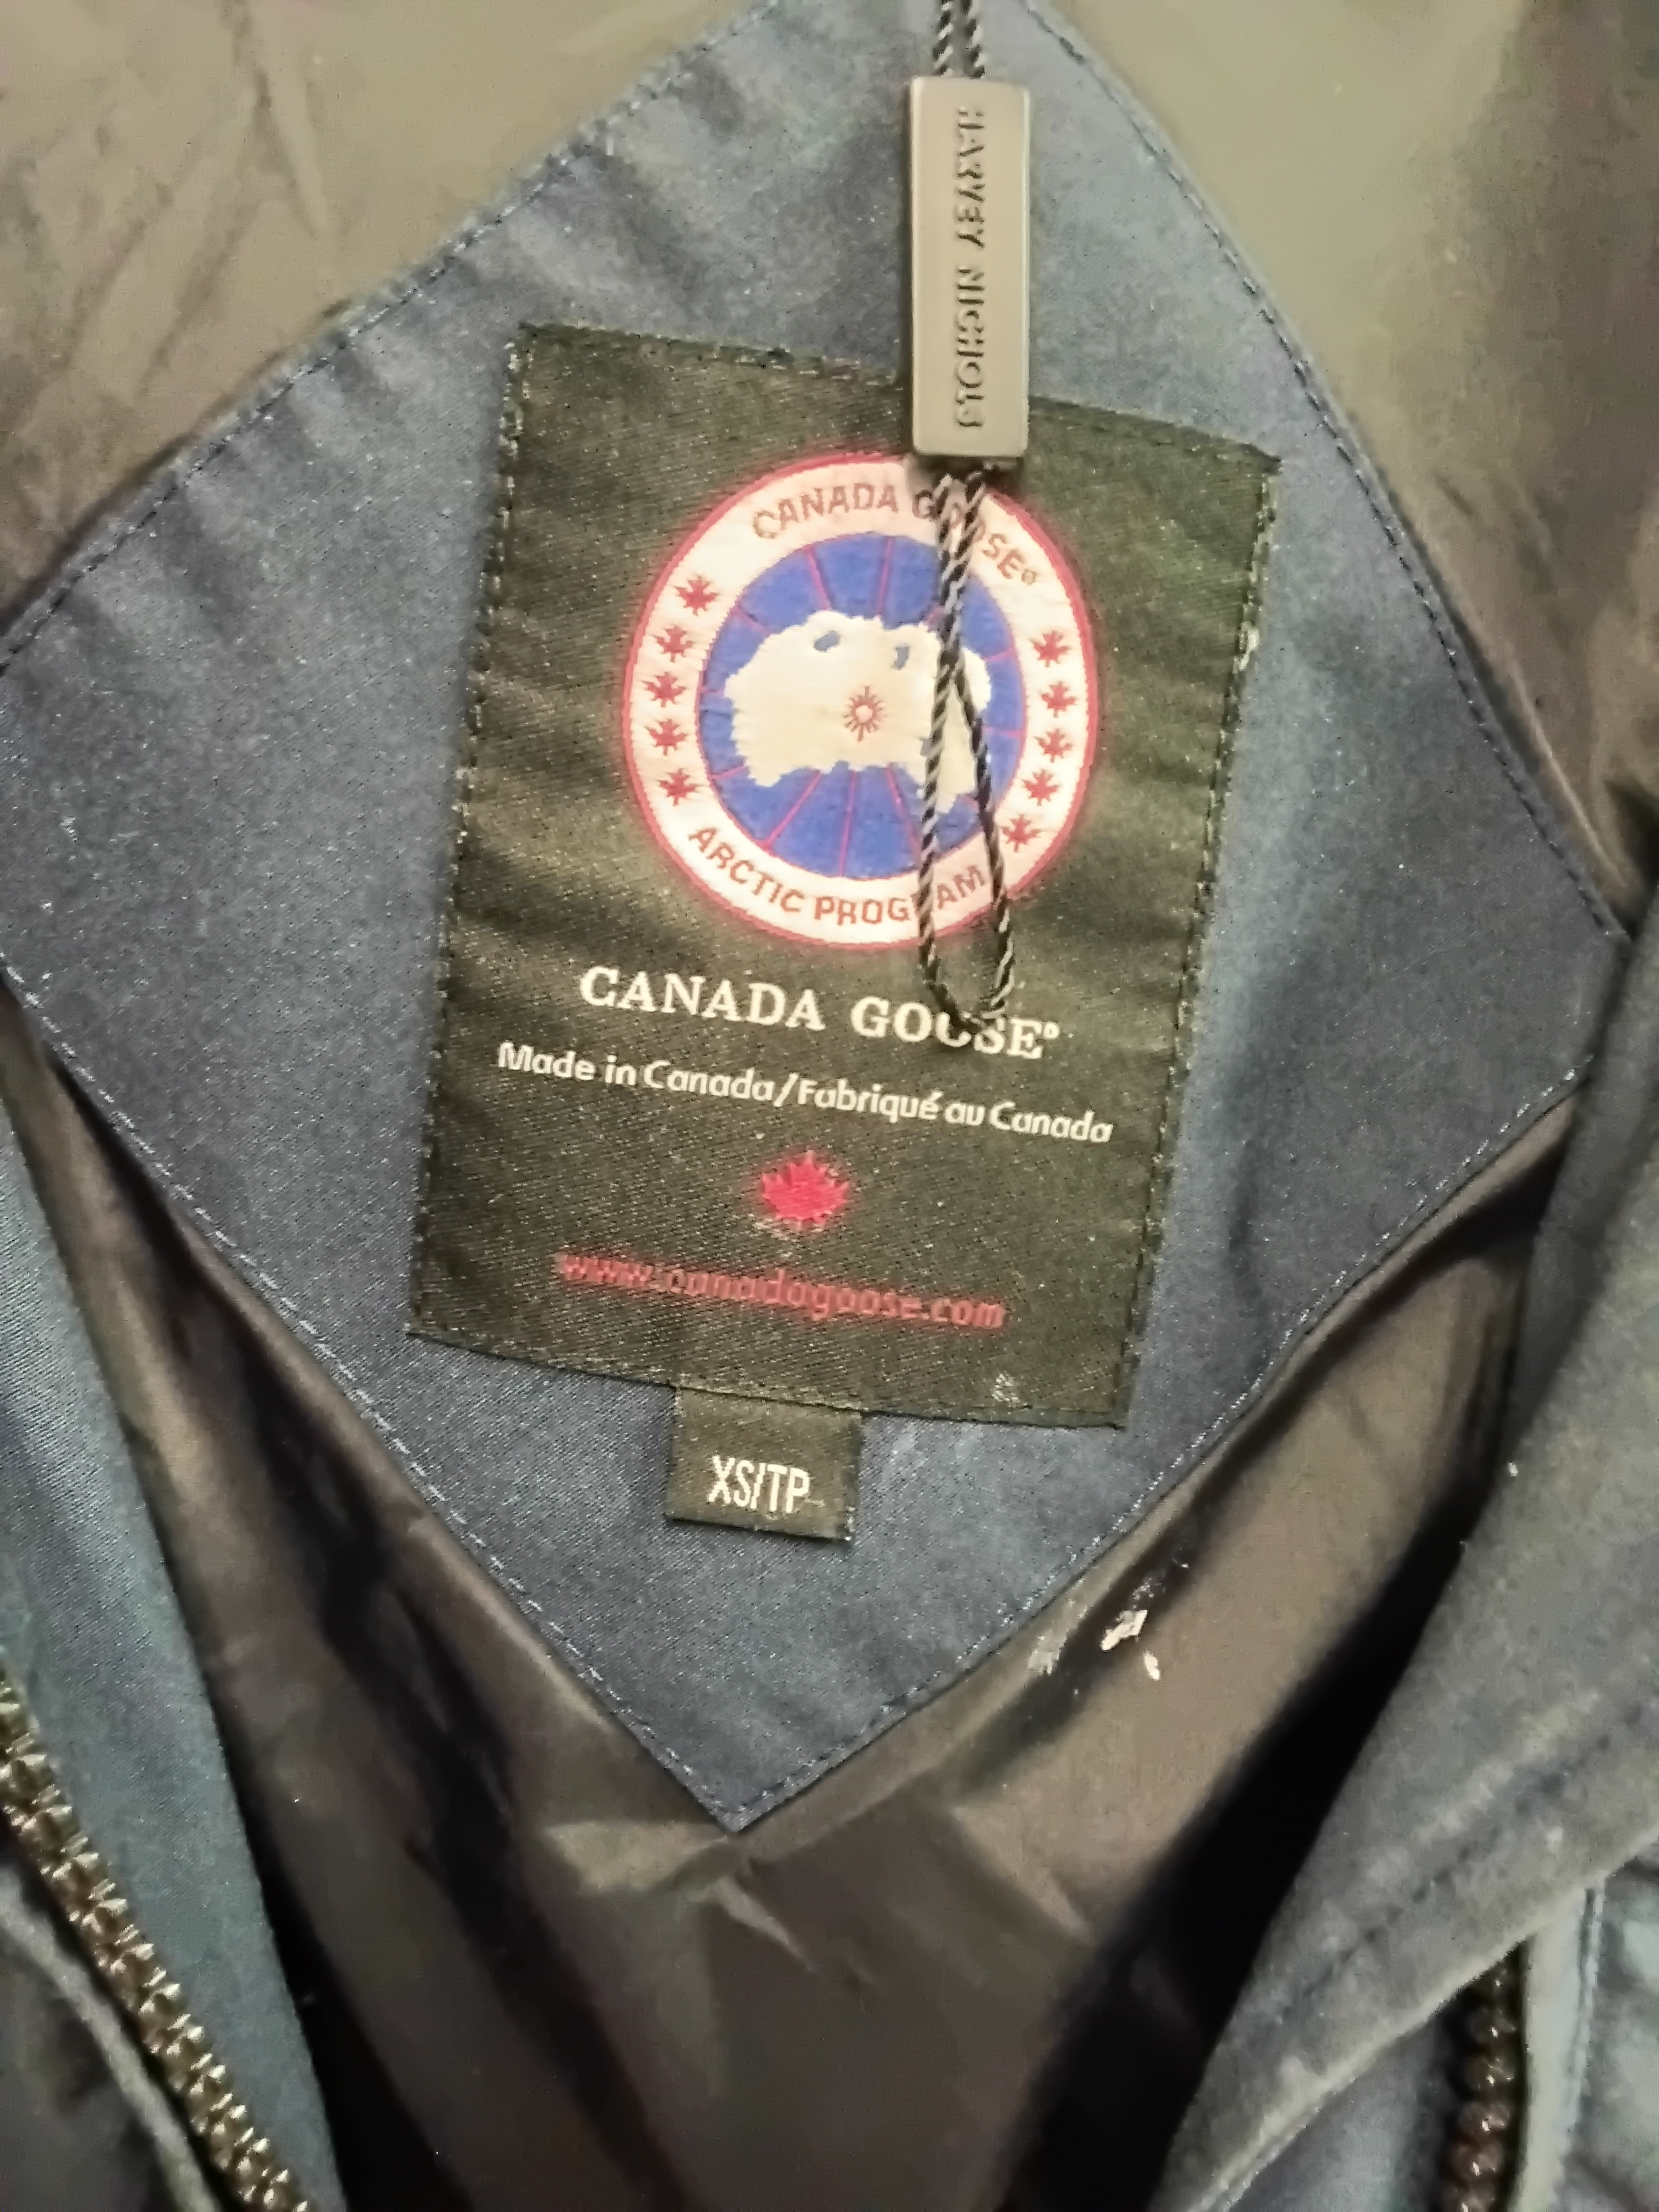 HARVEY NICHOLS
CANADA GOOSE®
ARCTIC PROGRAM
CANADA GOOSE®
Made in Canada/Fabriqué au Canada
www.canadagoose.com
XS/TP